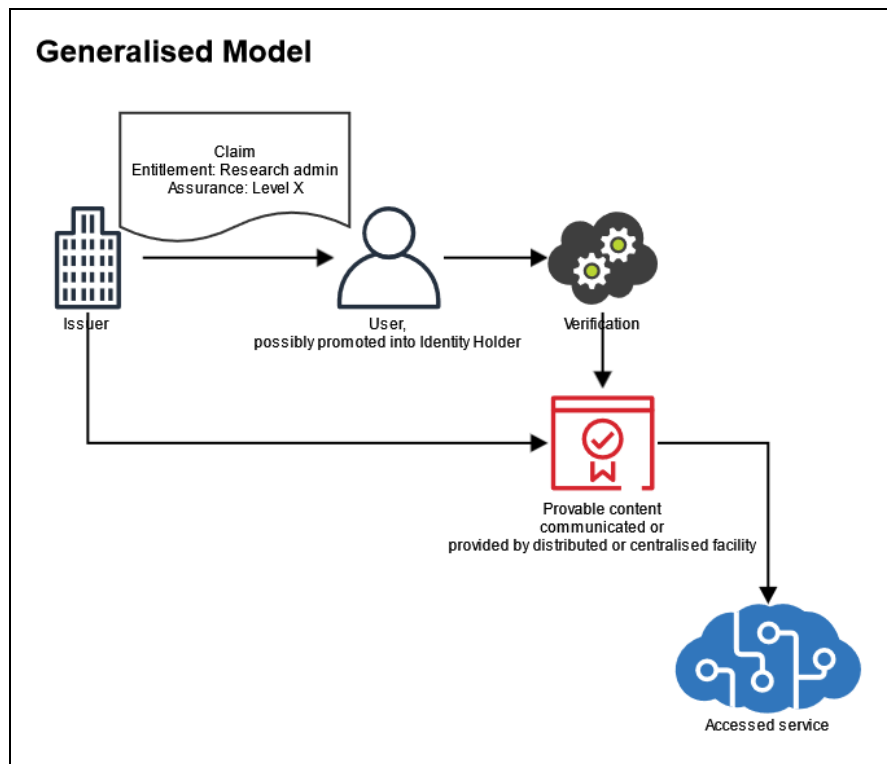 Generalised Model
Claim
Entitlement: Research admin
Assurance: Level X
Issuer
User,
possibly promoted into Identity Holder
Verification
Provable content
communicated or
provided by distributed or centralised facility
Accessed service